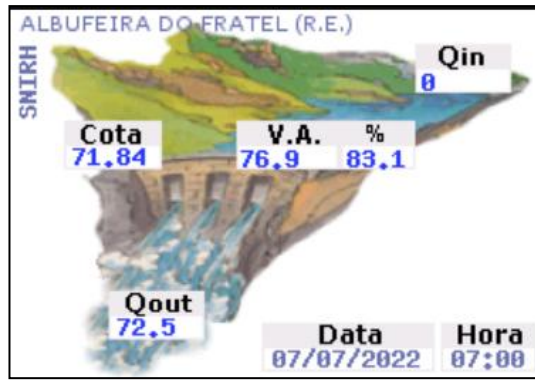 ALBUFEIRA DO FRATEL (R.E.)
SNIRH
Qin
0
Cota
71.84
V.A. %
76.9 83.1
Qout
72.5
Data Hora
07/07/2022 07:00